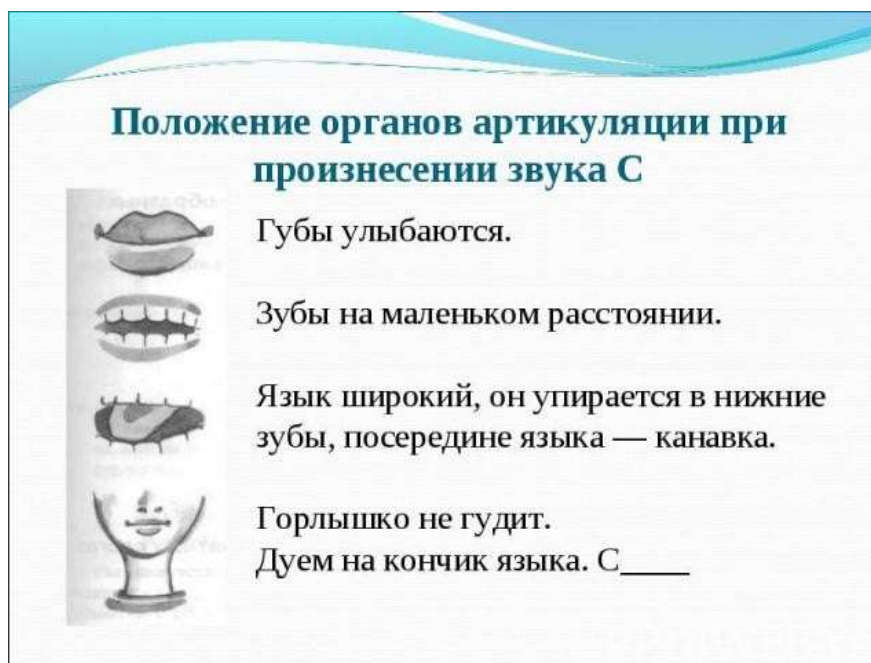 Положение органов артикуляции при
произнесении звука С
Губы улыбаются.
Зубы на маленьком расстоянии.
Язык широкий, он упирается в нижние
зубы, посередине языка — канавка.
Горлышко не гудит.
Дуем на кончик языка. С____